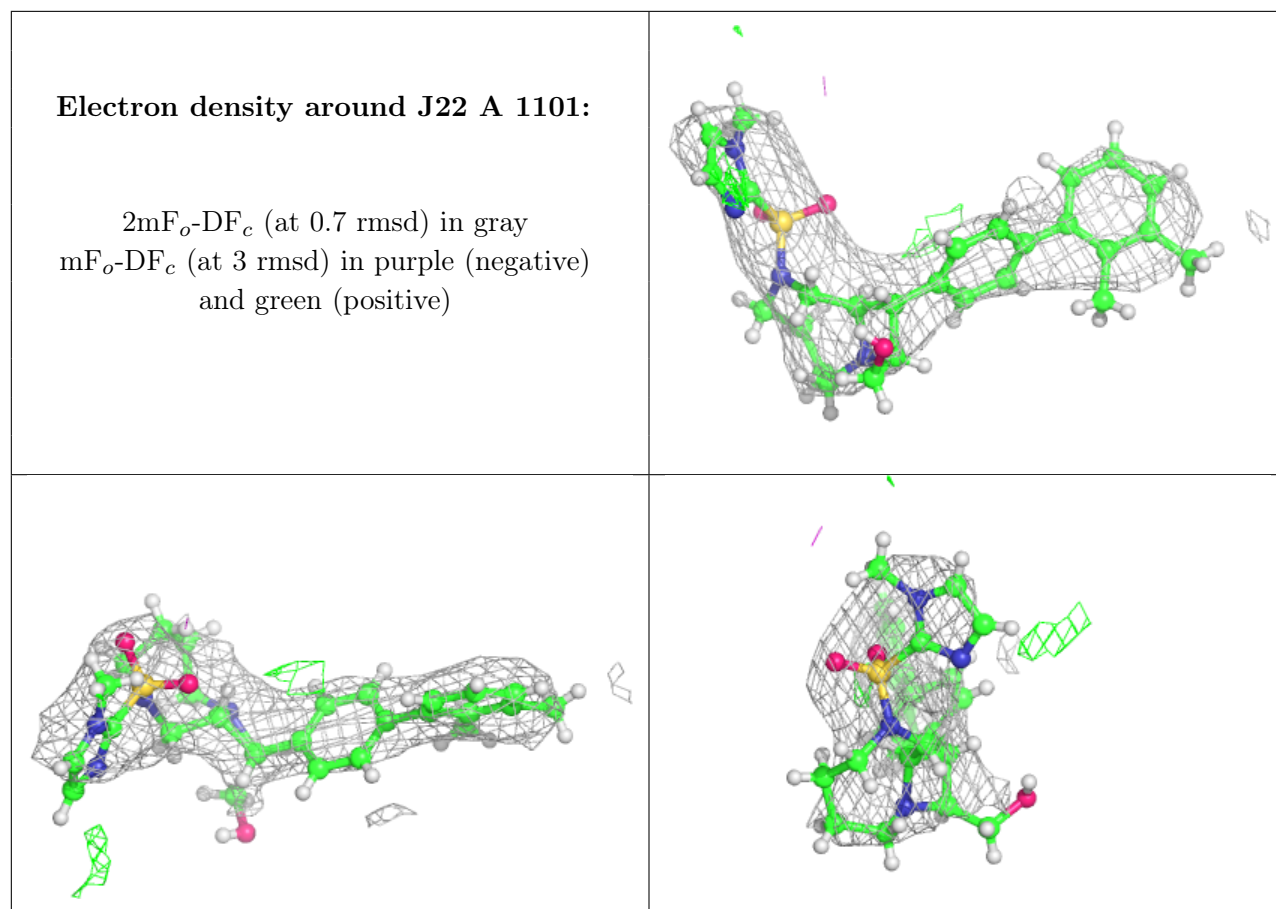 Electron density around J22 A 1101:
2mFo-DFc (at 0.7 rmsd) in gray
mFo-DFc (at 3 rmsd) in purple (negative)
and green (positive)